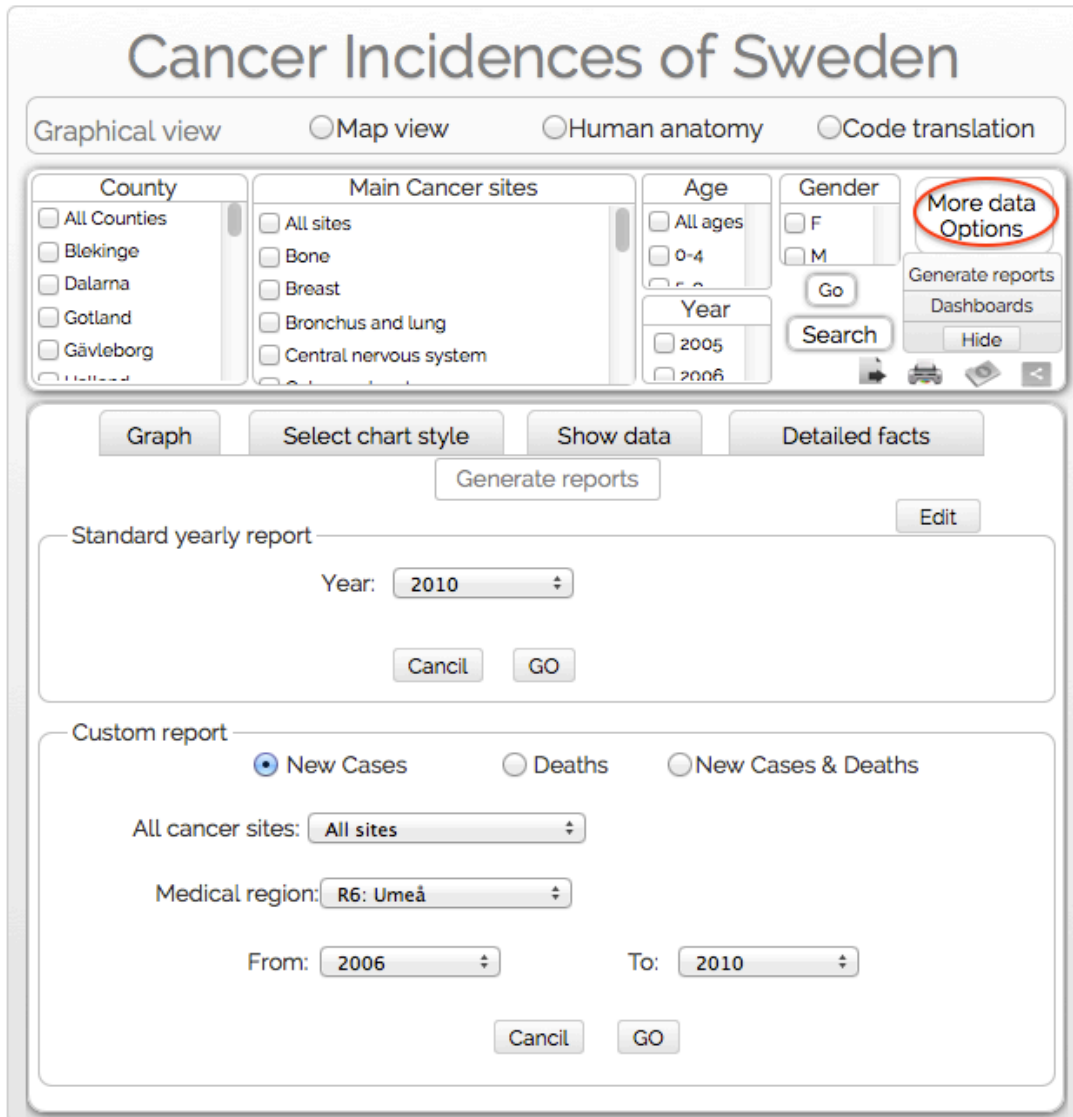 Cancer Incidences of Sweden
Graphical view Map view Human anatomy Code translation
County
All Counties
Blekinge
Dalarna
Gotland
Gävleborg
Main Cancer sites
All sites
Bone
Breast
Bronchus and lung
Central nervous system
Age
All ages
0-4
Year
2005
2006
Gender
F
M
Go
Search
More data
Options
Generate reports
Dashboards
Hide
Graph Select chart style Show data Detailed facts
Generate reports
Edit
Standard yearly report
Year: 2010
Cancil GO
Custom report
New Cases Deaths New Cases & Deaths
All cancer sites: All sites
Medical region: R6: Umeå
From: 2006 To: 2010
Cancil GO